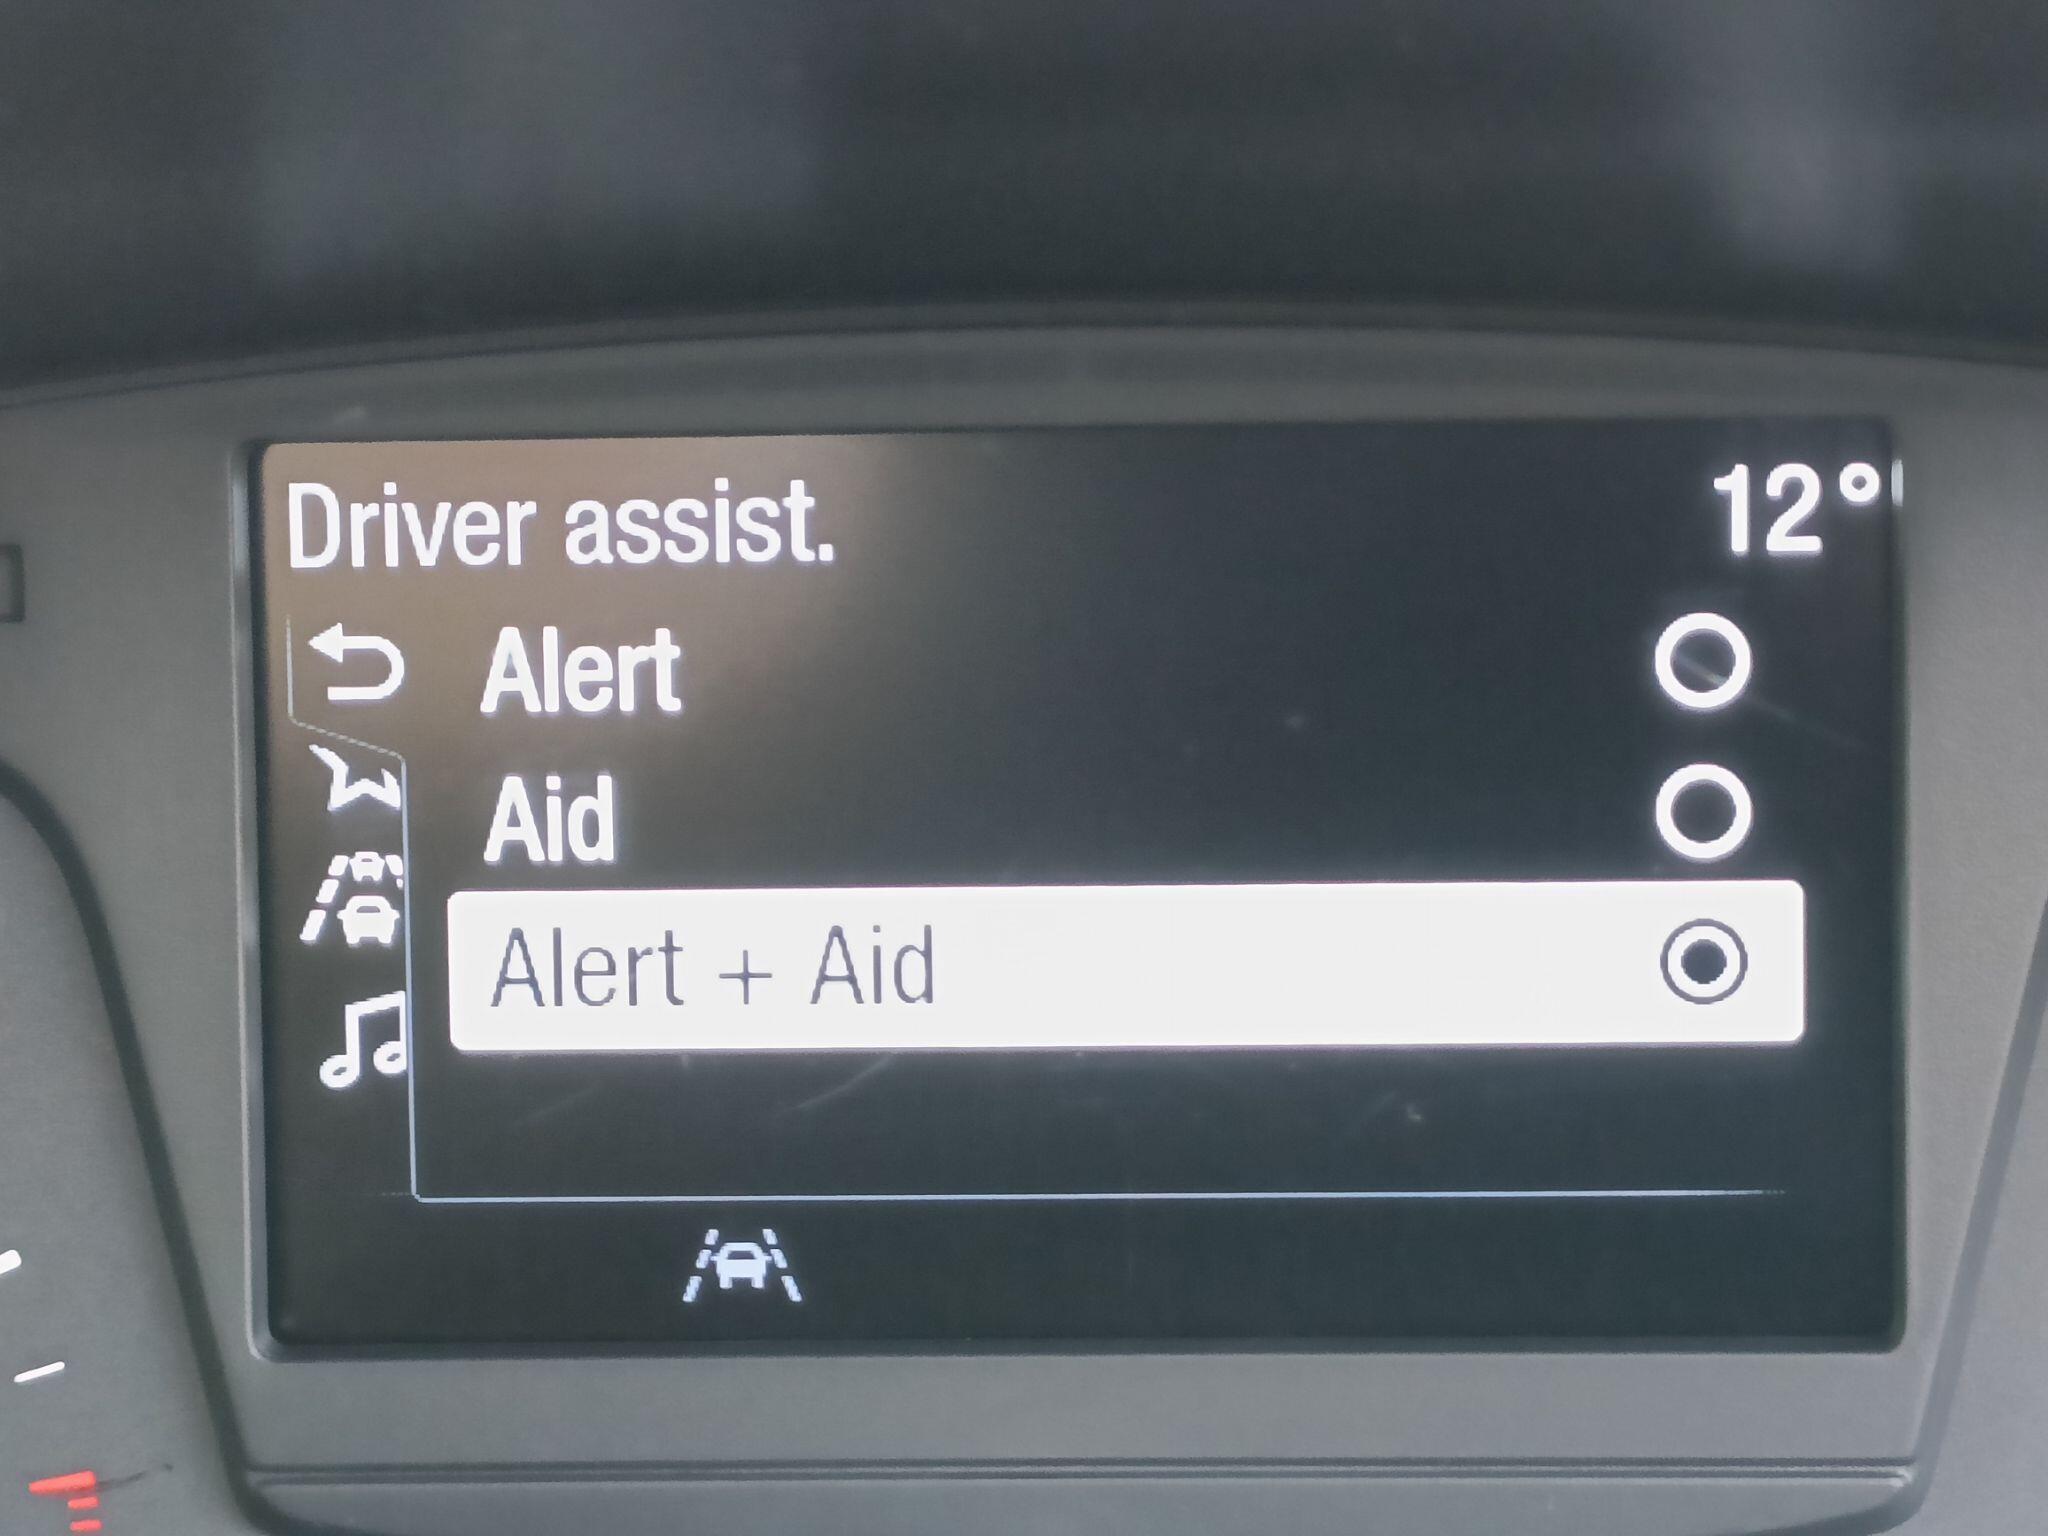 Driver assist. 12°
Alert
Aid
Alert + Aid